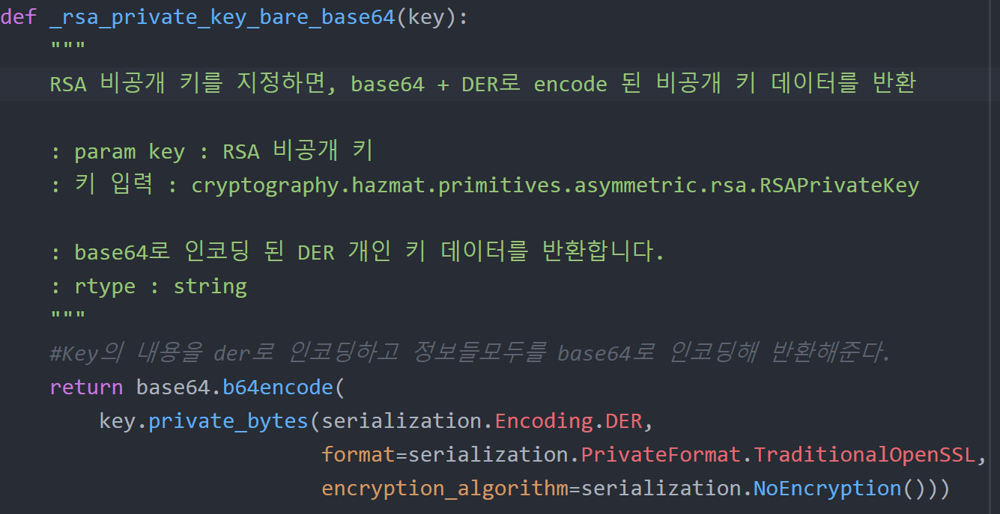 def _rsa_private_key_bare_base64(key):
"""
RSA 비공개 키를 지정하면, base64 + DER로 encode 된 비공개 키 데이터를 반환
: param key : RSA 비공개 키
: 키 입력 : cryptography.hazmat.primitives.asymmetric.rsa.RSAPrivateKey
: base64로 인코딩 된 DER 개인 키 데이터를 반환합니다.
: rtype : string
"""
#Key의 내용을 der로 인코딩하고 정보들모두를 base64로 인코딩해 반환해준다.
return base64.b64encode(
key.private_bytes(serialization.Encoding.DER,
format=serialization.PrivateFormat.TraditionalOpenSSL,
encryption_algorithm=serialization.NoEncryption()))